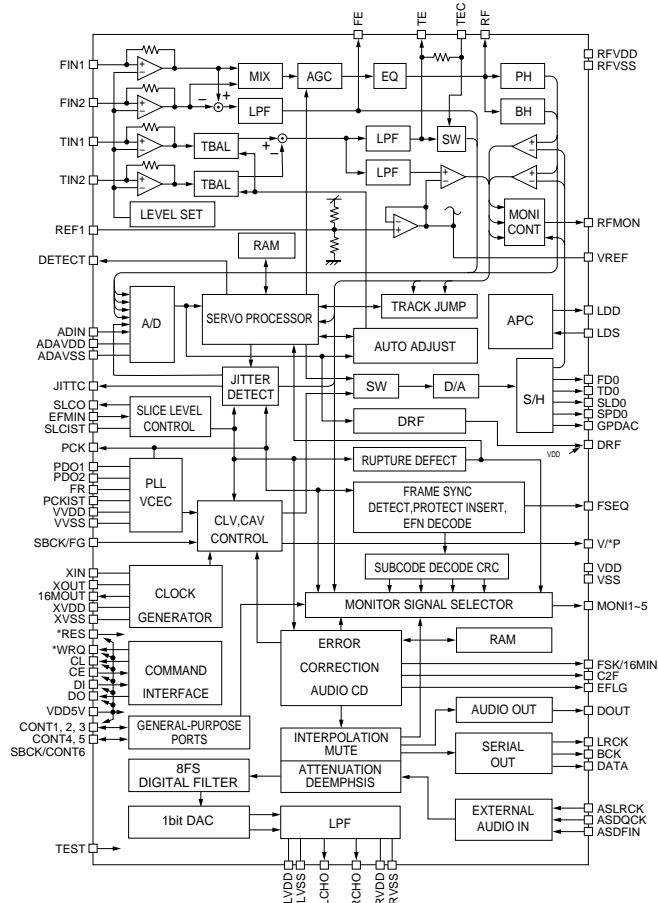 FE
TE
TEC
RF
FIN1
FIN2
TIN1
TIN2
REF1
DETECT
ADIN
ADAVDD
ADAVSS
JITTC
SLCO
EFMIN
SLCIST
PCK
PDO1
PDO2
FR
PCKIST
VVDD
VVSS
SBCK/FG
XIN
XOUT
16MOUT
XVDD
XVSS
*RES
*WRQ
CL
CE
DI
DO
VDD5V
CONT1, 2, 3
CONT4, 5
SBCK/CONT6
TEST
MIX
AGC
EQ
PH
BH
LPF
TBAL
TBAL
LPF
SW
LPF
LEVEL SET
MONI
CONT
RAM
A/D
SERVO PROCESSOR
TRACK JUMP
APC
AUTO ADJUST
JITTER
DETECT
SW
D/A
S/H
SLICE LEVEL
CONTROL
DRF
VDD
RUPTURE DEFECT
PLL
VCEC
CLV,CAV
CONTROL
FRAME SYNC
DETECT,PROTECT INSERT,
EFN DECODE
SUBCODE DECODE CRC
CLOCK
GENERATOR
MONITOR SIGNAL SELECTOR
ERROR
CORRECTION
AUDIO CD
RAM
COMMAND
INTERFACE
GENERAL-PURPOSE
PORTS
INTERPOLATION
MUTE
ATTENUATION
DEEMPHSIS
AUDIO OUT
SERIAL
OUT
8FS
DIGITAL FILTER
1bit DAC
LPF
EXTERNAL
AUDIO IN
RFVDD
RFVSS
RFMON
VREF
LDD
LDS
FD0
TD0
SLD0
SPD0
GPDAC
DRF
FSEQ
V/*P
VDD
VSS
MONI1~5
FSK/16MIN
C2F
EFLG
DOUT
LRCK
BCK
DATA
ASLRCK
ASDQCK
ASDFIN
LVDD
LVSS
LCHO
RCHO
RVDD
RVSS